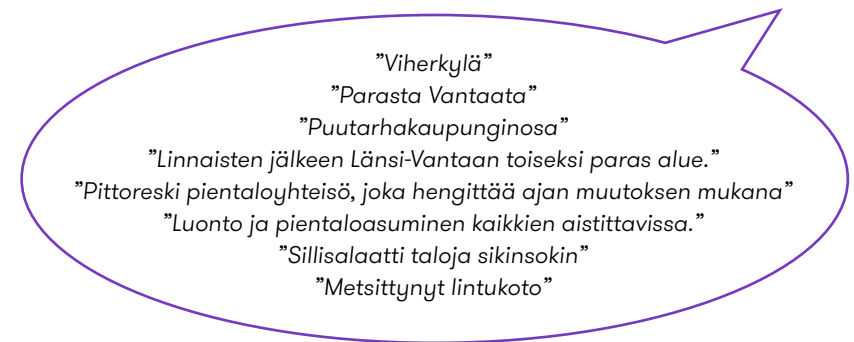 ”Viherkylä”
”Parasta Vantaata”
”Puutarhakaupunginosa”
”Linnaisten jälkeen Länsi-Vantaan toiseksi paras alue.”
”Pittoreski pientaloyhteisö, joka hengittää ajan muutoksen mukana”
”Luonto ja pientaloasuminen kaikkien aistittavissa.”
”Sillisalaatti taloja sikinsokin”
”Metsittynyt lintukoto”